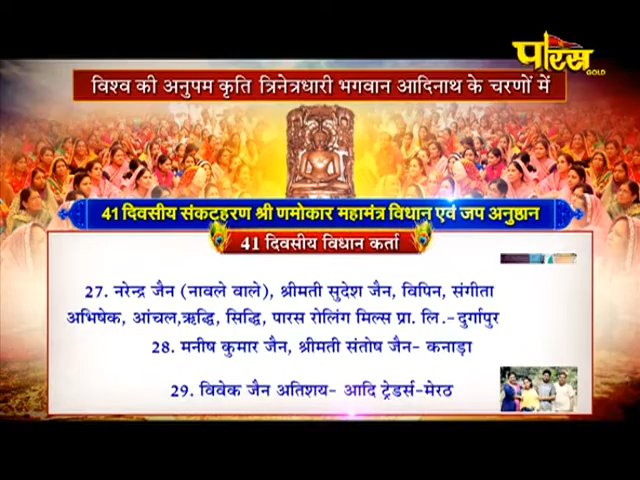 पारस
GOLD
विश्व की अनुपम कृति त्रिनेत्रधारी भगवान आदिनाथ के चरणों में
41 दिवसीय संकटहरण श्री णमोकार महामंत्र विधान एवं जप अनुष्ठान
41 दिवसीय विधान कर्ता
27. नरेन्द्र जैन (नावले वाले), श्रीमती सुदेश जैन, विपिन, संगीता
अभिषेक, आंचल,ऋद्धि, सिद्धि, पारस रोलिंग मिल्स प्रा. लि.- दुर्गापुर
28. मनीष कुमार जैन, श्रीमती संतोष जैन- कनाड़ा
29. विवेक जैन अतिशय- आदि ट्रेडर्स-मेरठ